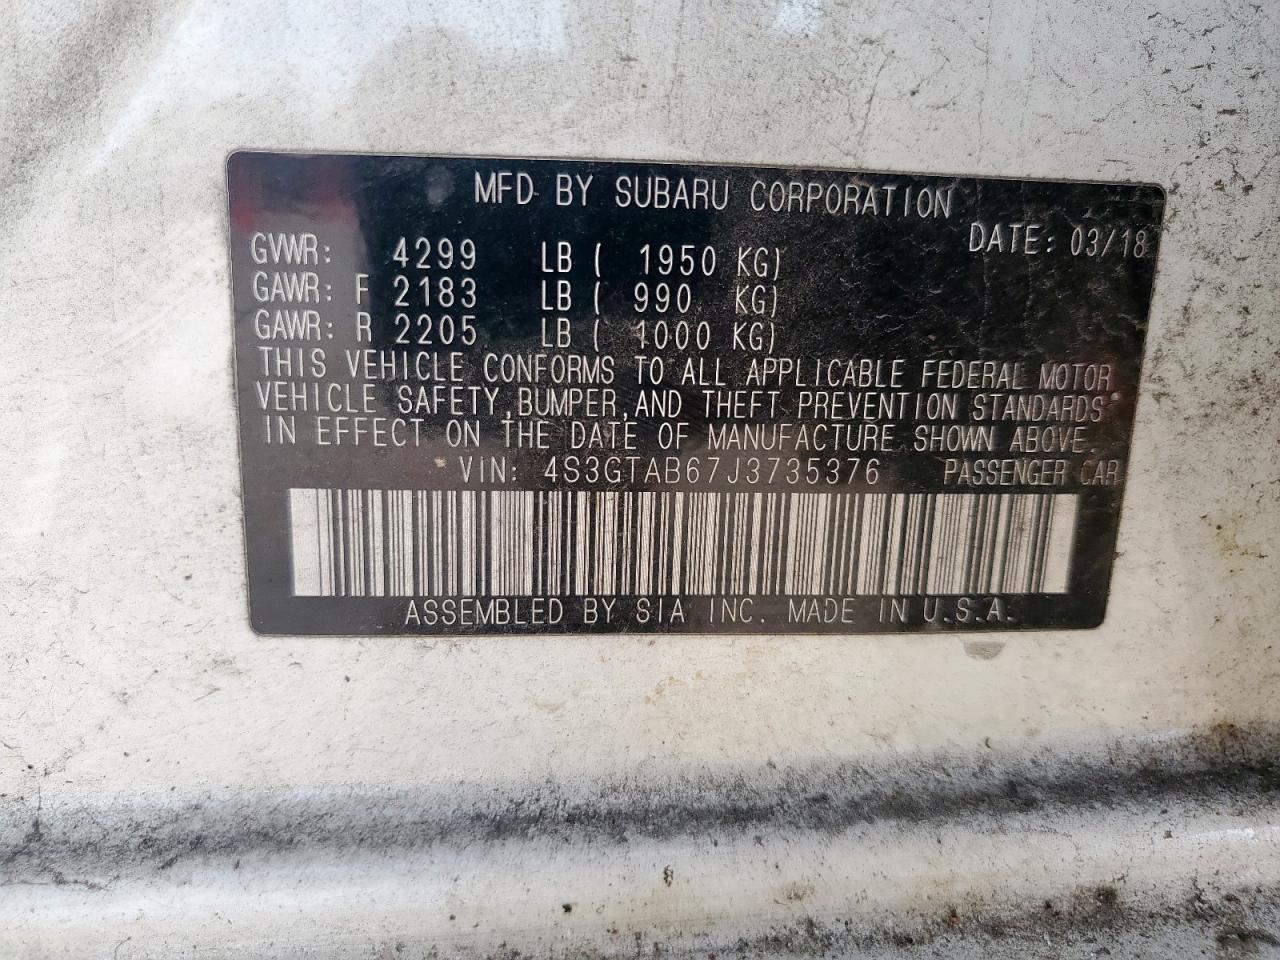 MFD BY SUBARU CORPORATION
DATE: 03/18
GVWR: 4299 LB ( 1950 KG)
GAWR: F 2183 LB ( 990 KG)
GAWR: R 2205 LB ( 1000 KG)
THIS VEHICLE CONFORMS TO ALL APPLICABLE FEDERAL MOTOR
VEHICLE SAFETY, BUMPER, AND THEFT PREVENTION STANDARDS
IN EFFECT ON THE DATE OF MANUFACTURE SHOWN ABOVE.
VIN: 4S3GTAB67J3735376 PASSENGER CAR
ASSEMBLED BY SIA INC. MADE IN U.S.A.